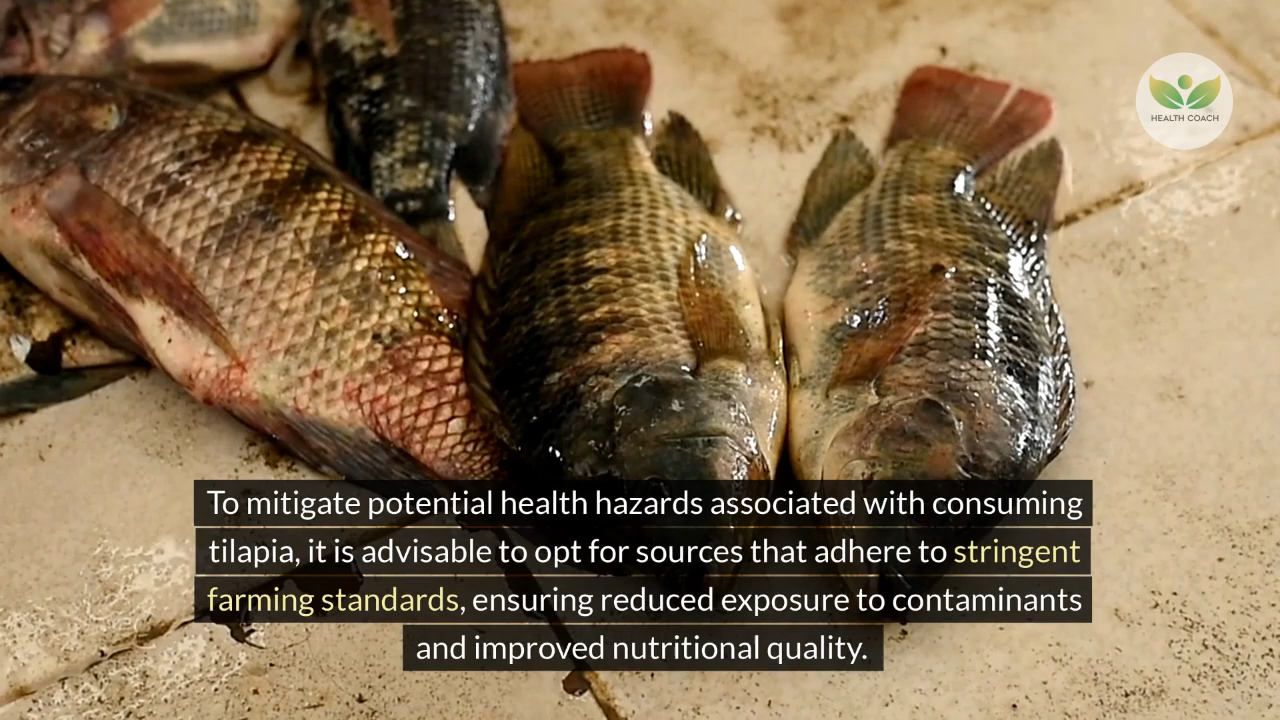 HEALTH COACH
To mitigate potential health hazards associated with consuming
tilapia, it is advisable to opt for sources that adhere to stringent
farming standards, ensuring reduced exposure to contaminants
and improved nutritional quality.